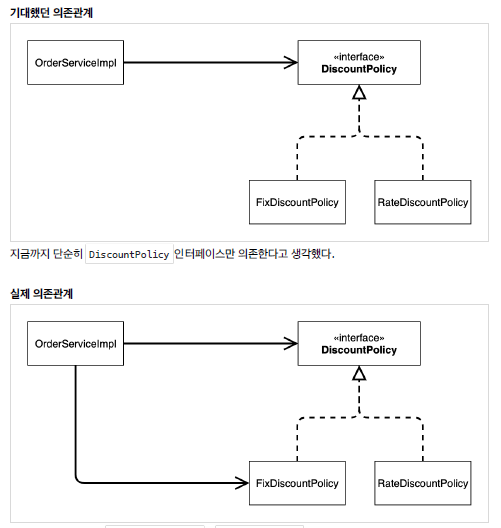 기대했던 의존관계
OrderServiceImpl
«interface»
DiscountPolicy
FixDiscountPolicy
RateDiscountPolicy
지금까지 단순히 DiscountPolicy 인터페이스만 의존한다고 생각했다.
실제 의존관계
OrderServiceImpl
«interface»
DiscountPolicy
FixDiscountPolicy
RateDiscountPolicy